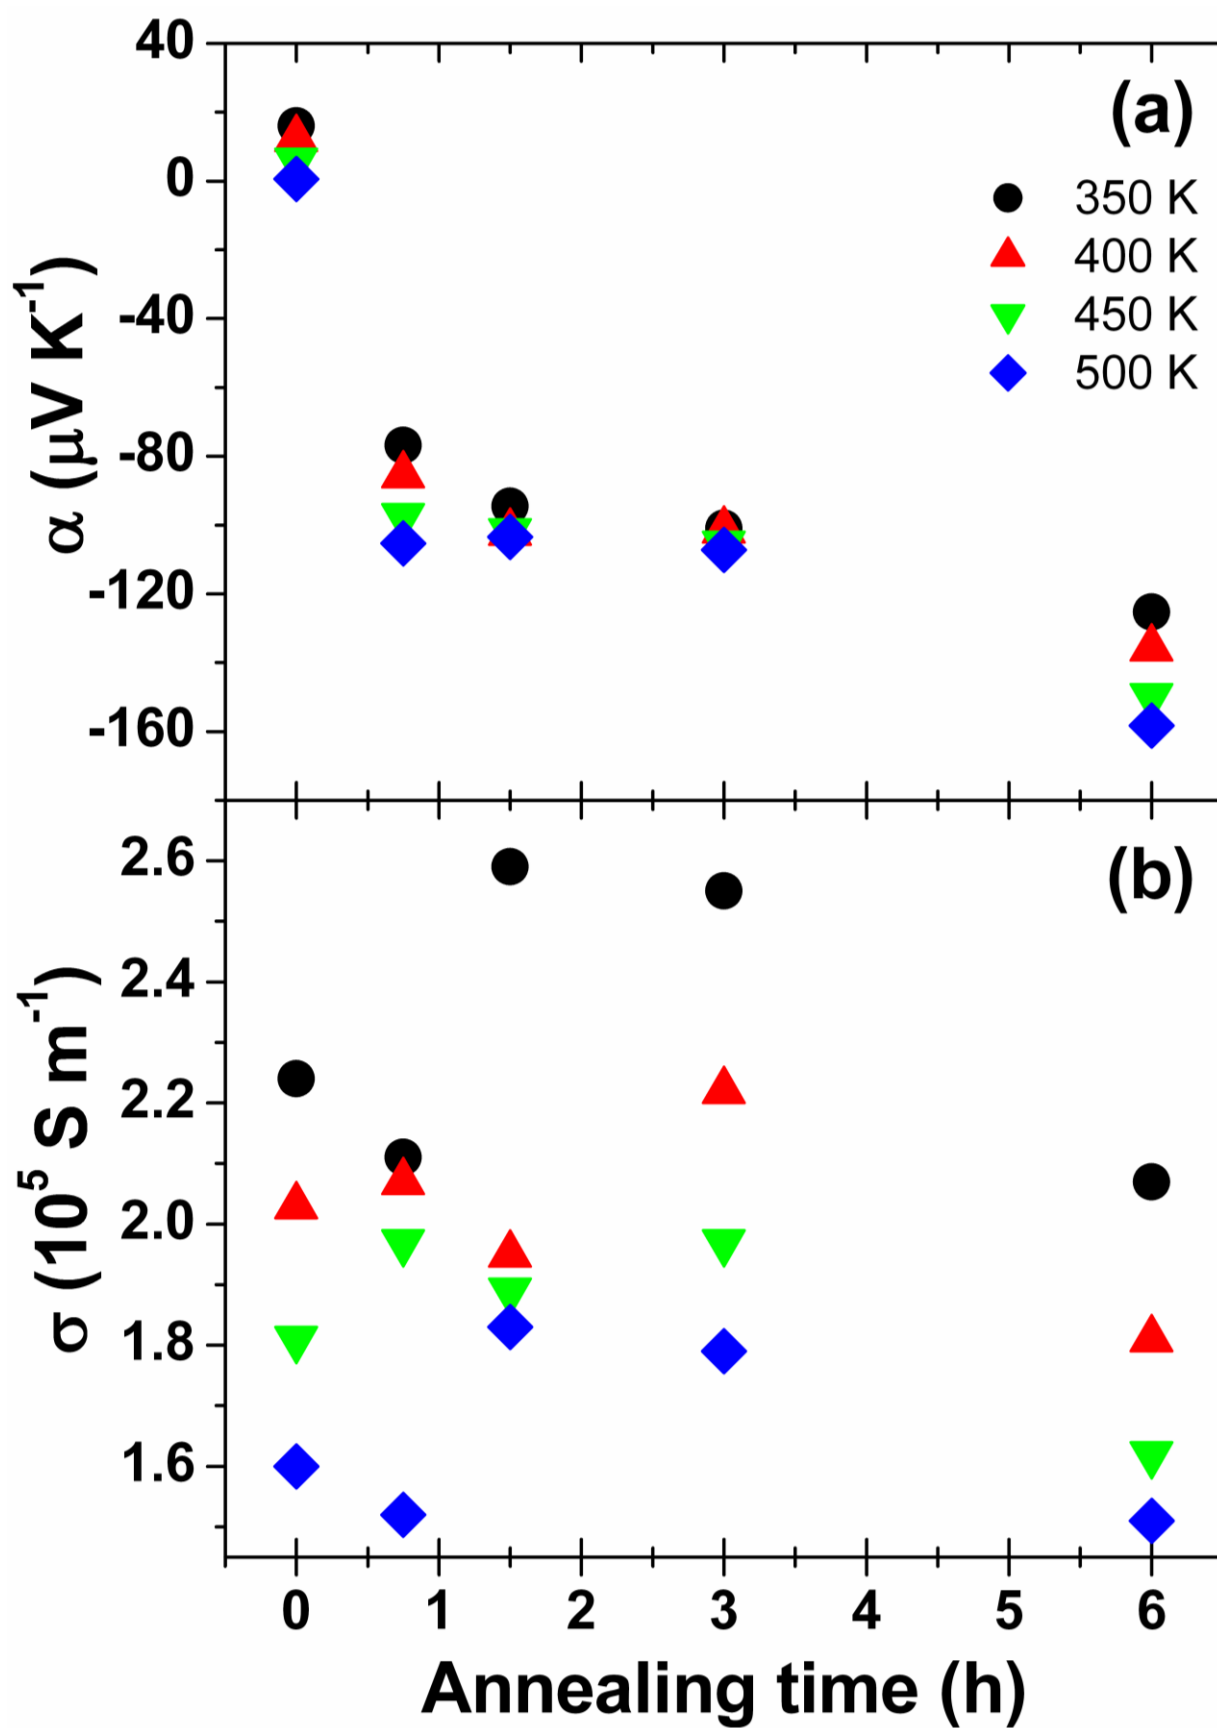 40
0
-40
-80
-120
-160
α (μV K⁻¹)
(a)
350 K
400 K
450 K
500 K
2.6
2.4
2.2
2.0
1.8
1.6
σ (10⁵ S m⁻¹)
(b)
0 1 2 3 4 5 6
Annealing time (h)